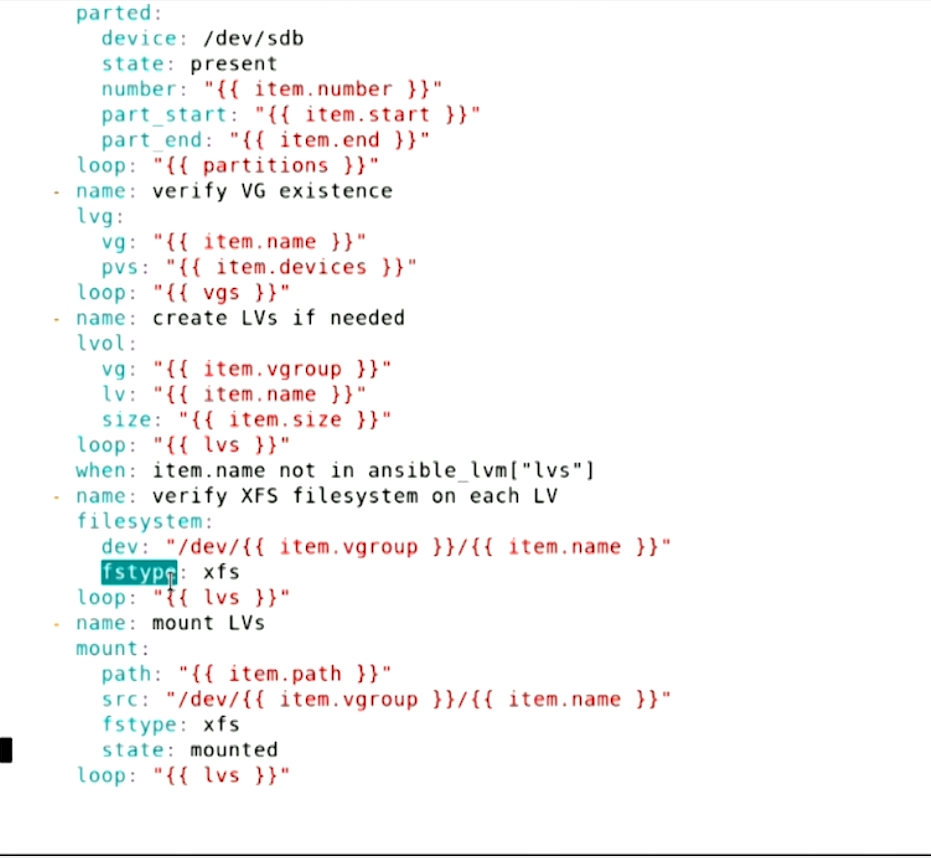 parted:
device: /dev/sdb
state: present
number: "{{ item.number }}"
part_start: "{{ item.start }}"
part_end: "{{ item.end }}"
loop: "{{ partitions }}"
- name: verify VG existence
lvg:
vg: "{{ item.name }}"
pvs: "{{ item.devices }}"
loop: "{{ vgs }}"
- name: create LVs if needed
lvol:
vg: "{{ item.vgroup }}"
lv: "{{ item.name }}"
size: "{{ item.size }}"
loop: "{{ lvs }}"
when: item.name not in ansible_lvm["lvs"]
- name: verify XFS filesystem on each LV
filesystem:
dev: "/dev/{{ item.vgroup }}/{{ item.name }}"
fstype: xfs
loop: "{{ lvs }}"
- name: mount LVs
mount:
path: "{{ item.path }}"
src: "/dev/{{ item.vgroup }}/{{ item.name }}"
fstype: xfs
state: mounted
loop: "{{ lvs }}"